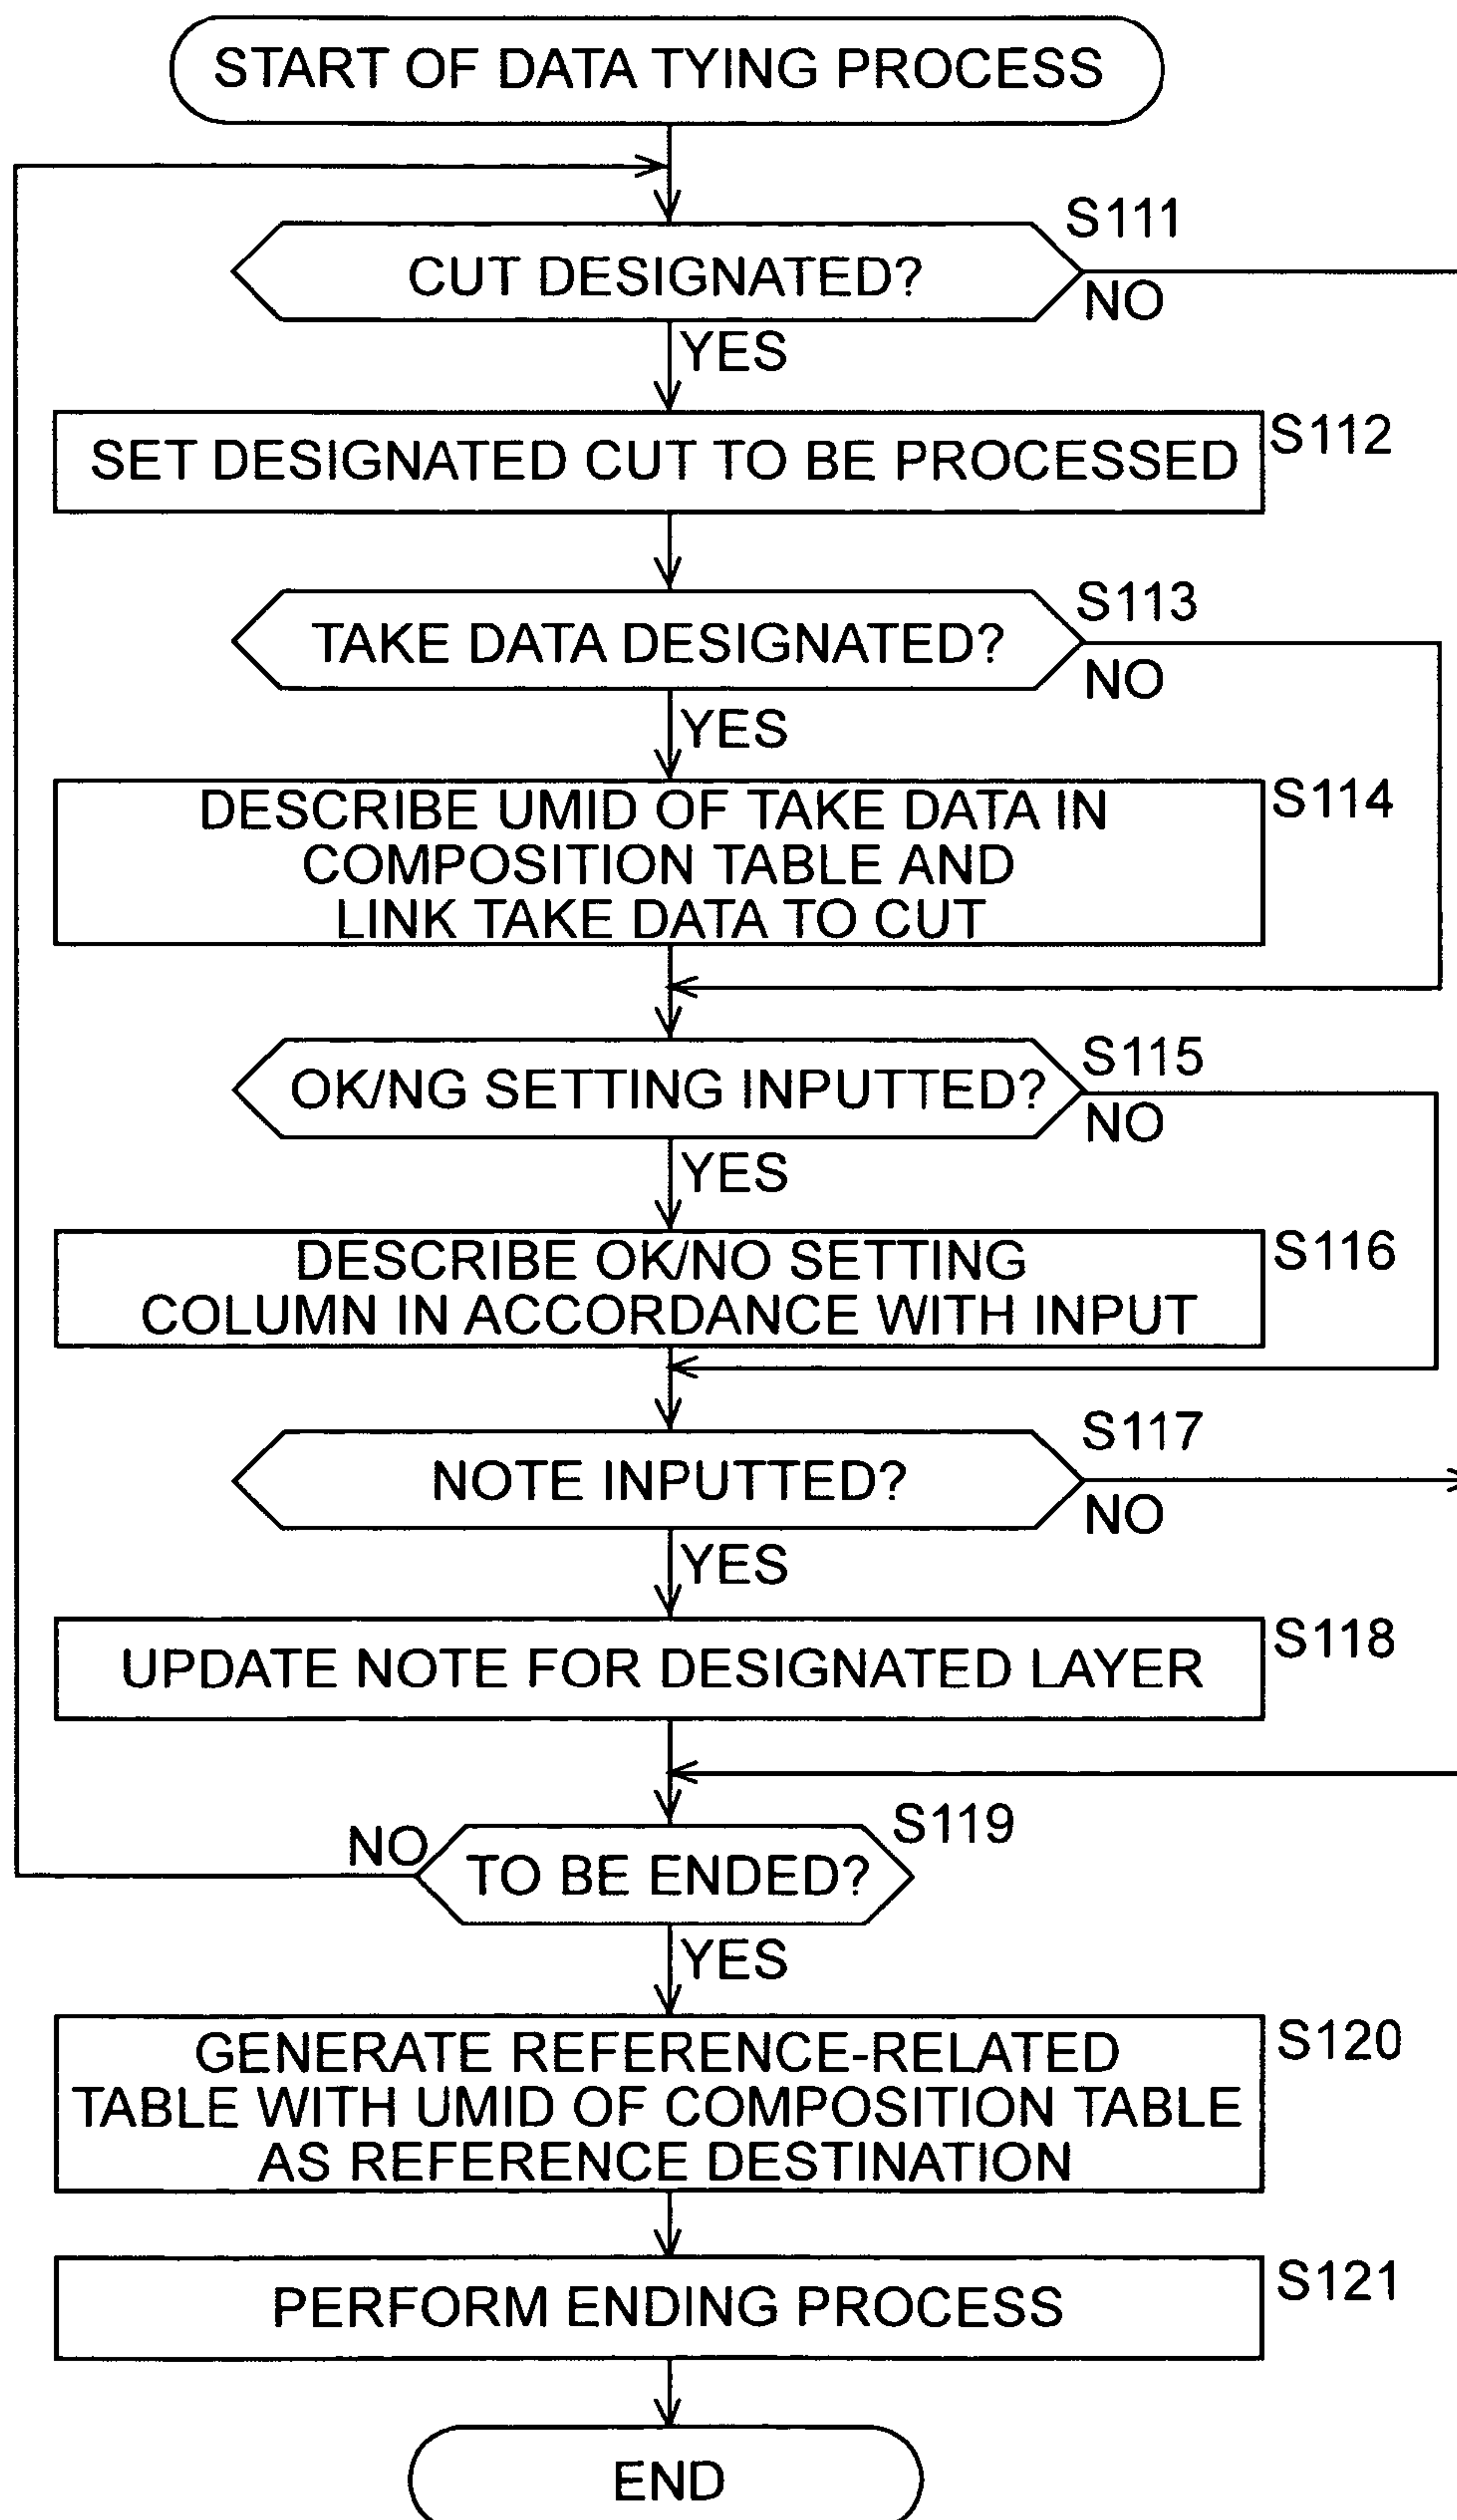 START OF DATA TYING PROCESS
S111
CUT DESIGNATED?
NO
YES
S112
SET DESIGNATED CUT TO BE PROCESSED
S113
TAKE DATA DESIGNATED?
NO
YES
S114
DESCRIBE UMID OF TAKE DATA IN
COMPOSITION TABLE AND
LINK TAKE DATA TO CUT
S115
OK/NG SETTING INPUTTED?
NO
YES
S116
DESCRIBE OK/NO SETTING
COLUMN IN ACCORDANCE WITH INPUT
S117
NOTE INPUTTED?
NO
YES
S118
UPDATE NOTE FOR DESIGNATED LAYER
S119
NO
TO BE ENDED?
YES
S120
GENERATE REFERENCE-RELATED
TABLE WITH UMID OF COMPOSITION TABLE
AS REFERENCE DESTINATION
S121
PERFORM ENDING PROCESS
END